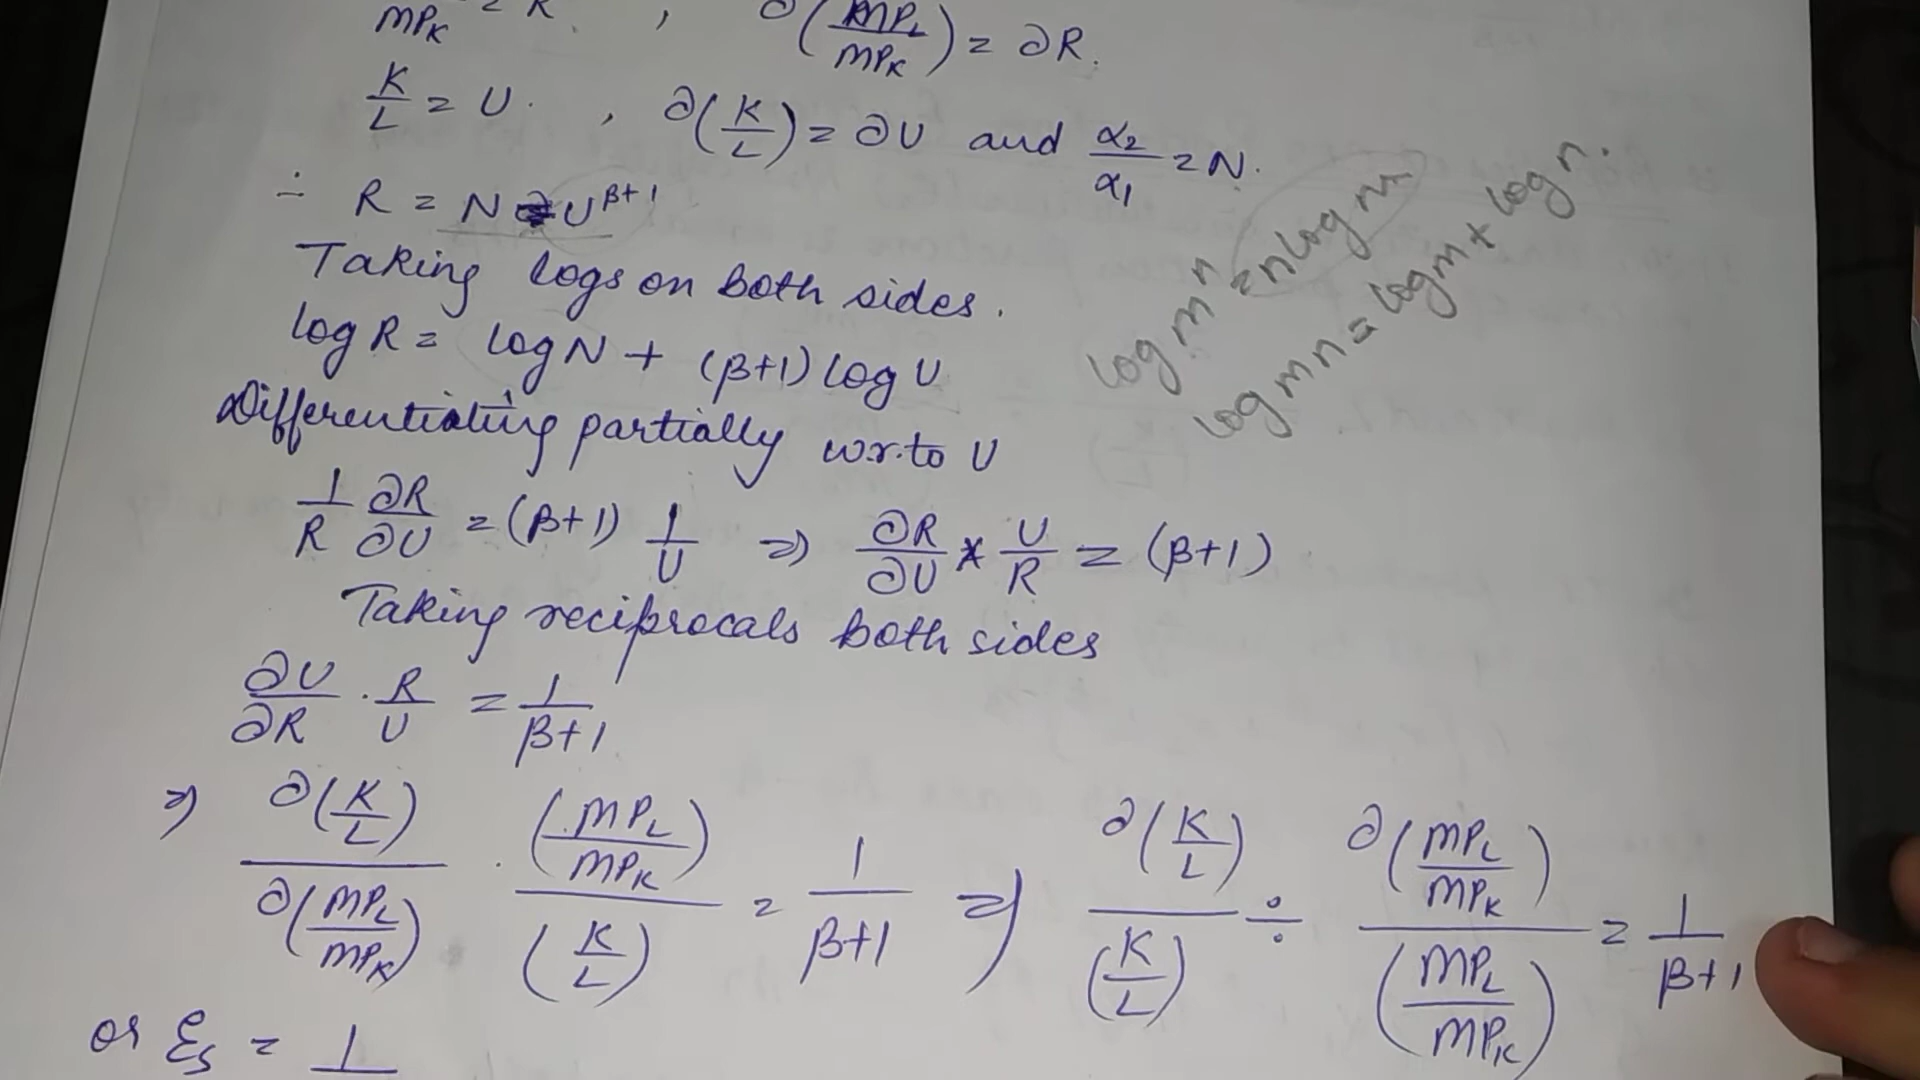 MPK = R. , ∂(MPL/MPK) = ∂R.
K/L = U. , ∂(K/L) = ∂U and α2/α1 = N.
∴ R = N U^β+1
Taking logs on both sides.
log R = log N + (β+1) log U
Differentiating partially w.r.to U
1/R ∂R/∂U = (β+1) 1/U ⇒ ∂R/∂U * U/R = (β+1)
Taking reciprocals both sides
∂U/∂R . R/U = 1/β+1
⇒ ∂(K/L)/∂(MPL/MPK) . (MPL/MPK)/(K/L) = 1/β+1 ⇒ ∂(K/L)/(K/L) ÷ ∂(MPL/MPK)/(MPL/MPK) = 1/β+1
or ξs = 1
log m^n = n log m
log mn = log m + log n.